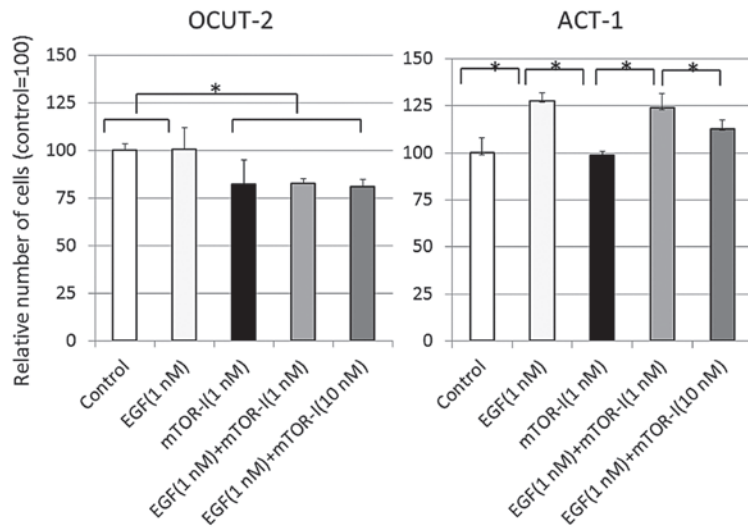 OCUT-2
ACT-1
Relative number of cells (control=100)
150
125
100
75
50
25
0
*
Control
EGF(1 nM)
mTOR-I(1 nM)
EGF(1 nM)+mTOR-I(1 nM)
EGF(1 nM)+mTOR-I(10 nM)
150
125
100
75
50
25
0
* * * *
Control
EGF(1 nM)
mTOR-I(1 nM)
EGF(1 nM)+mTOR-I(1 nM)
EGF(1 nM)+mTOR-I(10 nM)